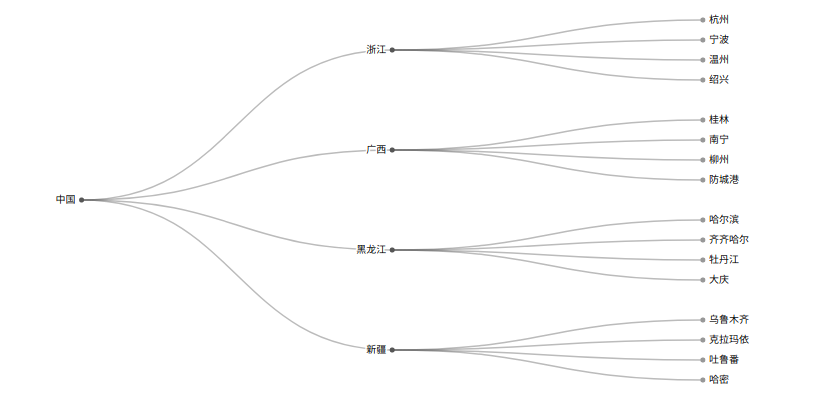 中国
浙江
杭州
宁波
温州
绍兴
广西
桂林
南宁
柳州
防城港
黑龙江
哈尔滨
齐齐哈尔
牡丹江
大庆
新疆
乌鲁木齐
克拉玛依
吐鲁番
哈密